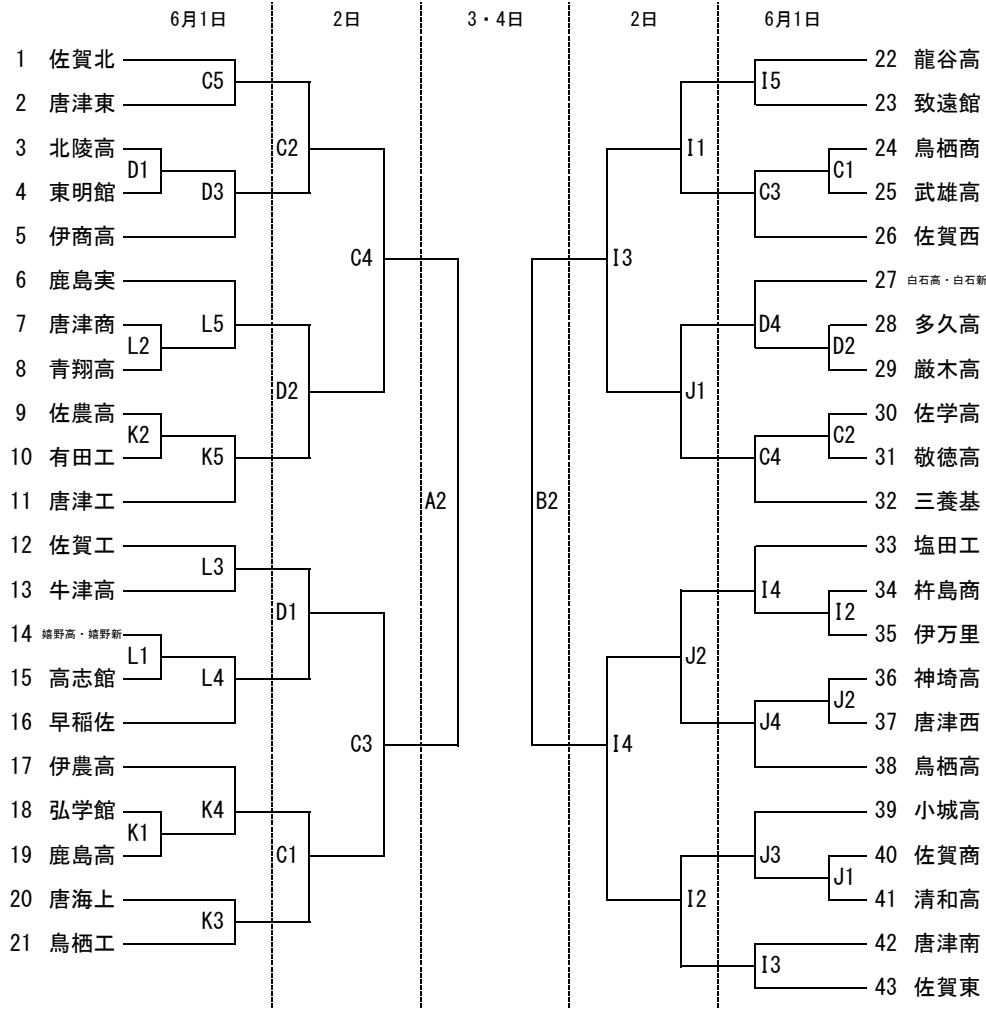 6月1日 2日 3・4日 2日 6月1日
1 佐賀北 22 龍谷高
C5 I5
2 唐津東 23 致遠館
3 北陵高 C2 I1 24 鳥栖商
D1 C1
4 東明館 D3 C3 25 武雄高
5 伊商高 26 佐賀西
C4 I3
6 鹿島実 27 白石高・白石新
7 唐津商 L5 D4 28 多久高
L2 D2
8 青翔高 29 厳木高
D2 J1
9 佐農高 30 佐学高
K2 C2
10 有田工 K5 C4 31 敬徳高
11 唐津工 A2 B2 32 三養基
12 佐賀工 33 塩田工
L3
13 牛津高 I4 34 杵島商
D1 I2
14 嬉野高・嬉野新 35 伊万里
L1 J2
15 高志館 L4 36 神埼高
J2
16 早稲佐 J4 37 唐津西
C3 I4
17 伊農高 38 鳥栖高
18 弘学館 K4 39 小城高
K1
19 鹿島高 C1 J3 40 佐賀商
J1
20 唐海上 I2 41 清和高
K3
21 鳥栖工 42 唐津南
I3
43 佐賀東